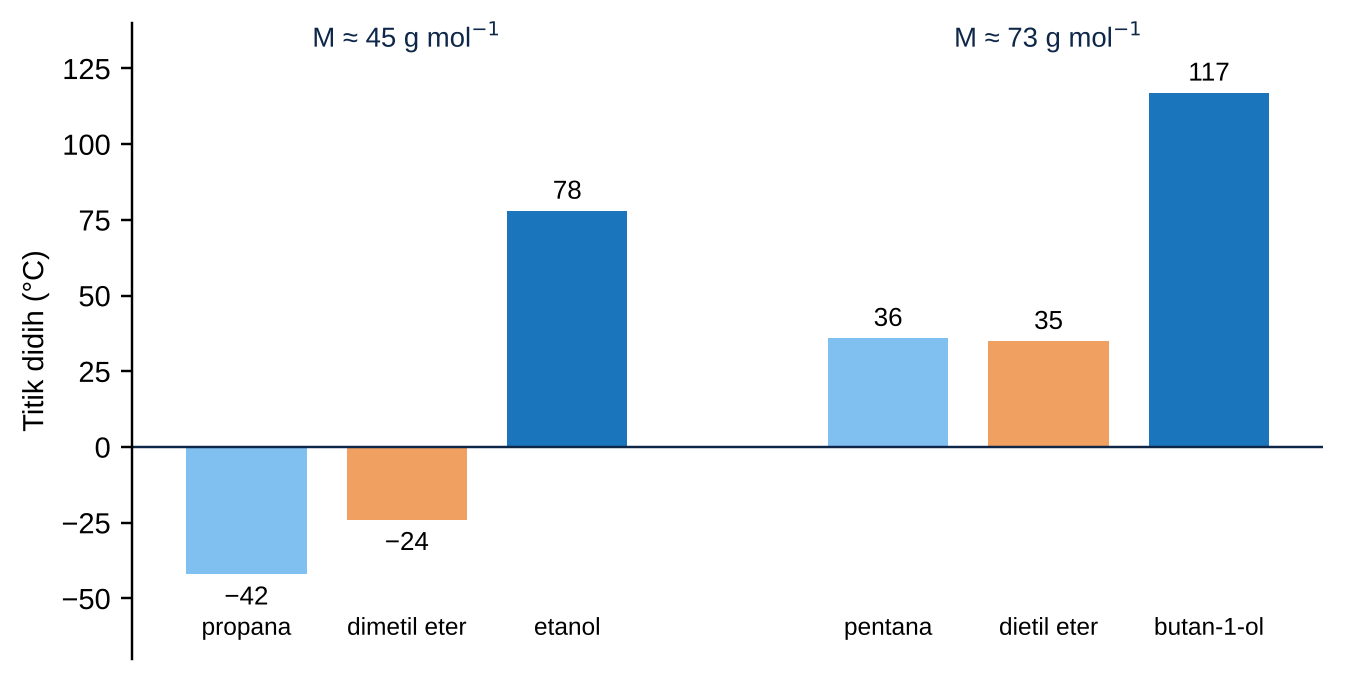 M ≈ 45 g mol⁻¹
M ≈ 73 g mol⁻¹
Titik didih (°C)
125
100
75
50
25
0
−25
−50
−42
−24
78
36
35
117
propana
dimetil eter
etanol
pentana
dietil eter
butan-1-ol